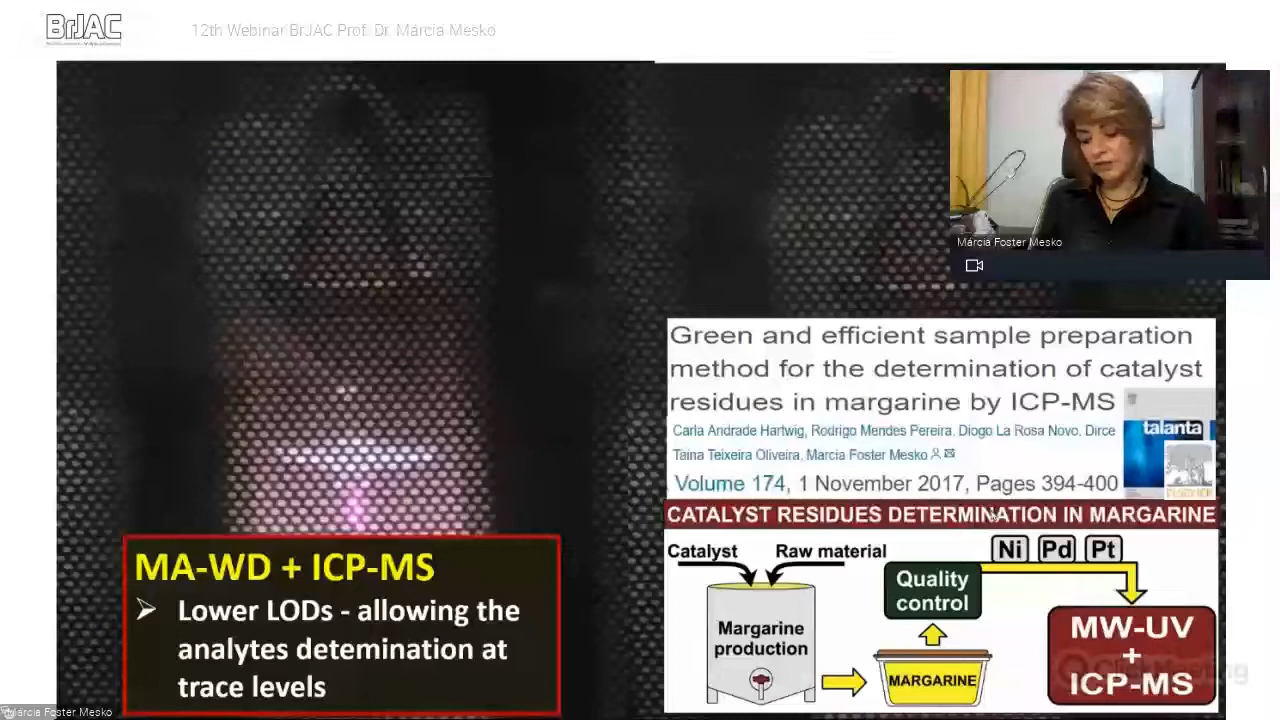 BrJAC
12th Webinar BrJAC Prof. Dr. Márcia Mesko
Márcia Foster Mesko
Green and efficient sample preparation
method for the determination of catalyst
residues in margarine by ICP-MS
Carla Andrade Hartwig, Rodrigo Mendes Pereira, Diogo La Rosa Novo, Dirce
Taina Teixeira Oliveira, Marcia Foster Mesko
Volume 174, 1 November 2017, Pages 394-400
talanta
ELSEVIER
CATALYST RESIDUES DETERMINATION IN MARGARINE
Catalyst Raw material
Ni Pd Pt
Quality
control
Margarine
production
MARGARINE
MW-UV
+
ICP-MS
MA-WD + ICP-MS
➢ Lower LODs - allowing the
analytes detemination at
trace levels
ClickMeeting
Márcia Foster Mesko